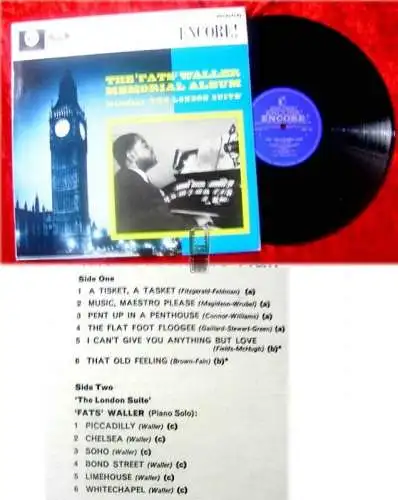 ENCORE!
THE 'FATS' WALLER
MEMORIAL ALBUM
THE LONDON SUITE'
ENCORE!
Side One
1 A TISKET, A TASKET (Fitzgerald-Feldman) (a)
2 MUSIC, MAESTRO PLEASE (Magidson-Wrubel) (a)
3 PENT UP IN A PENTHOUSE (Connor-Williams) (a)
4 THE FLAT FOOT FLOOGEE (Gaillard-Stewart-Green) (a)
5 I CAN'T GIVE YOU ANYTHING BUT LOVE
(Fields-McHugh) (b)*
6 THAT OLD FEELING (Brown-Fain) (b)*
Side Two
'The London Suite'
'FATS' WALLER (Piano Solo):
1 PICCADILLY (Waller) (c)
2 CHELSEA (Waller) (c)
3 SOHO (Waller) (c)
4 BOND STREET (Waller) (c)
5 LIMEHOUSE (Waller) (c)
6 WHITECHAPEL (Waller) (c)